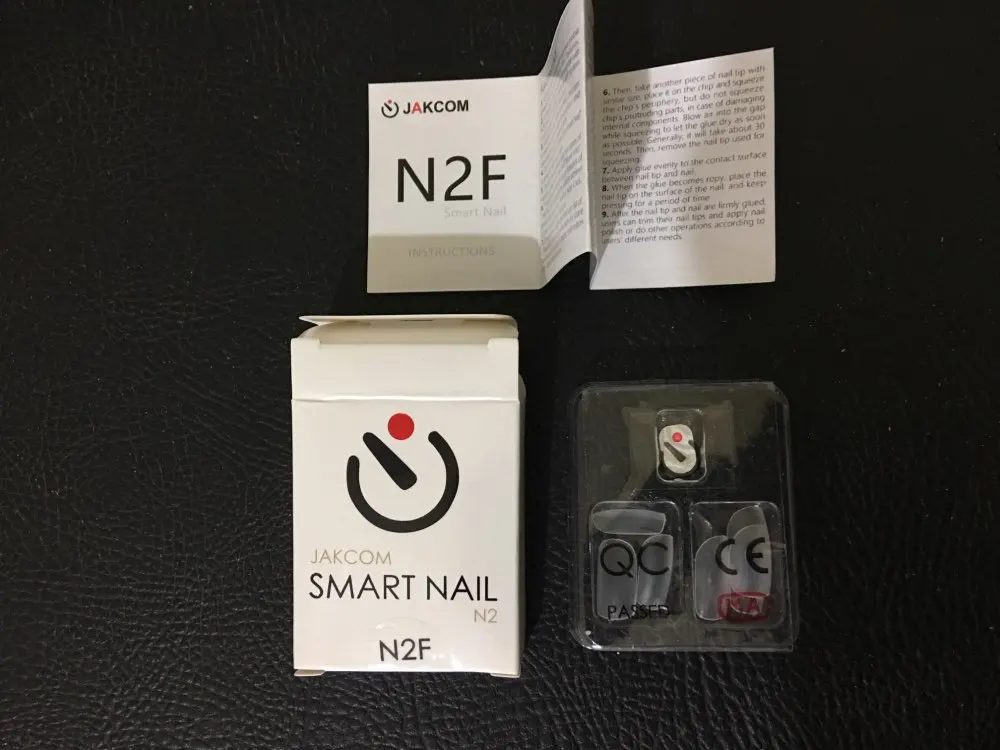 JAKCOM
N2F
Smart Nail
INSTRUCTIONS
6. Then, take another piece of nail tip with
similar size, place it on the chip and squeeze
the chip's periphery, but do not squeeze
chip's protruding parts, in case of damaging
internal components. Blow air into the gap
while squeezing to let the glue dry as soon
as possible. Generally, it will take about 30
seconds. Then, remove the nail tip used for
squeezing.
7. Apply glue evenly to the contact surface
between nail tip and nail.
8. When the glue becomes ropy, place the
nail tip on the surface of the nail and keep
pressing for a period of time
9. After the nail tip and nail are firmly glued,
users can trim their nail tips and apply nail
polish or do other operations according to
users' different needs.
JAKCOM
SMART NAIL
N2
N2F
QC
PASSED
CE